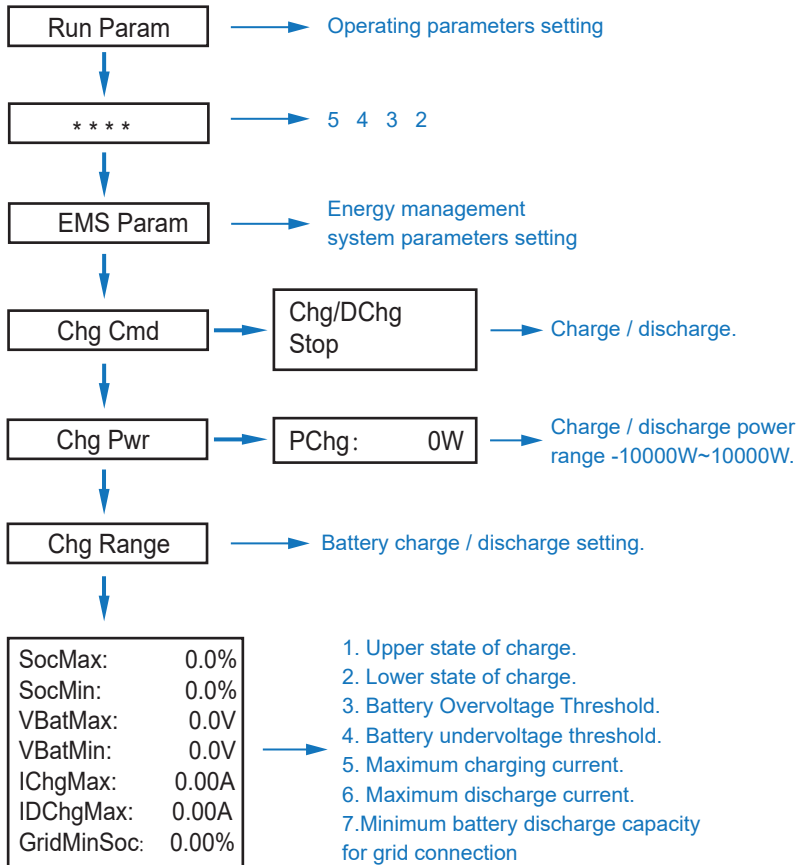 Run Param
Operating parameters setting
* * * *
5 4 3 2
EMS Param
Energy management
system parameters setting
Chg Cmd
Chg/DChg
Stop
Charge / discharge.
Chg Pwr
PChg: 0W
Charge / discharge power
range -10000W~10000W.
Chg Range
Battery charge / discharge setting.
SocMax: 0.0%
SocMin: 0.0%
VBatMax: 0.0V
VBatMin: 0.0V
IChgMax: 0.00A
IDChgMax: 0.00A
GridMinSoc: 0.00%
1. Upper state of charge.
2. Lower state of charge.
3. Battery Overvoltage Threshold.
4. Battery undervoltage threshold.
5. Maximum charging current.
6. Maximum discharge current.
7.Minimum battery discharge capacity
for grid connection